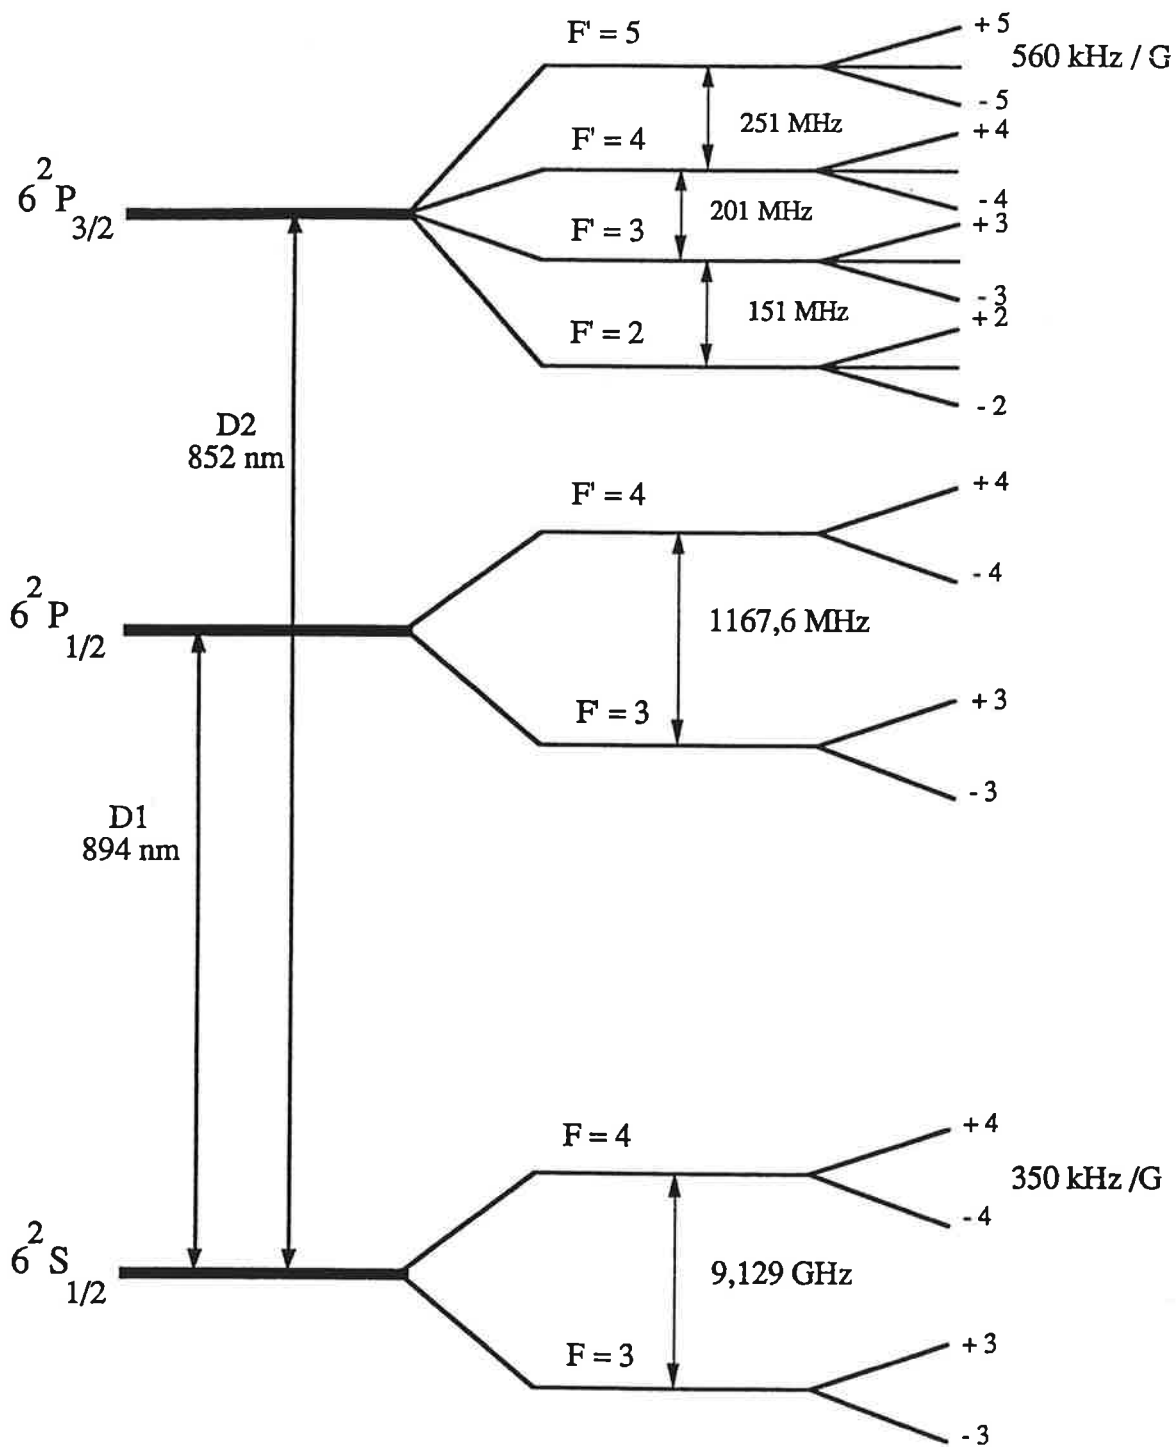 F' = 5
+ 5
560 kHz / G
- 5
251 MHz
F' = 4
+ 4
- 4
6 2 P 3/2
201 MHz
F' = 3
+ 3
- 3
151 MHz
F' = 2
+ 2
- 2
D2
852 nm
F' = 4
+ 4
- 4
6 2 P 1/2
1167,6 MHz
F' = 3
+ 3
- 3
D1
894 nm
F = 4
+ 4
350 kHz /G
- 4
6 2 S 1/2
9,129 GHz
F = 3
+ 3
- 3